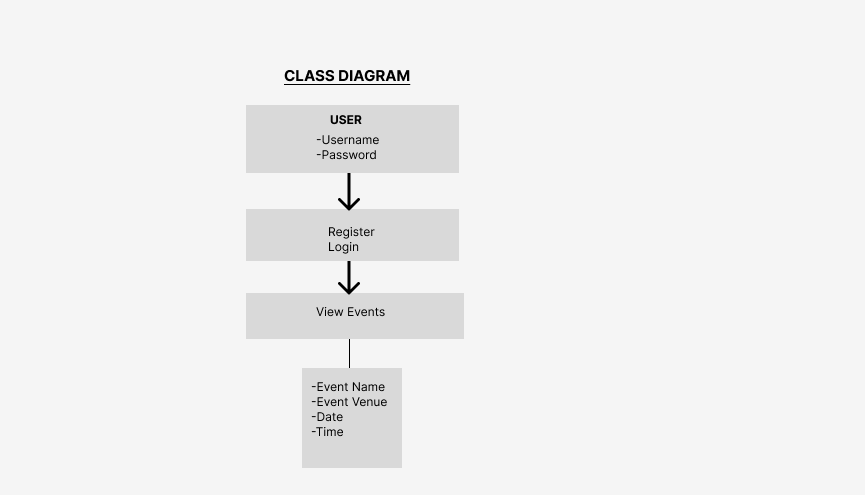 CLASS DIAGRAM
USER
-Username
-Password
Register
Login
View Events
-Event Name
-Event Venue
-Date
-Time